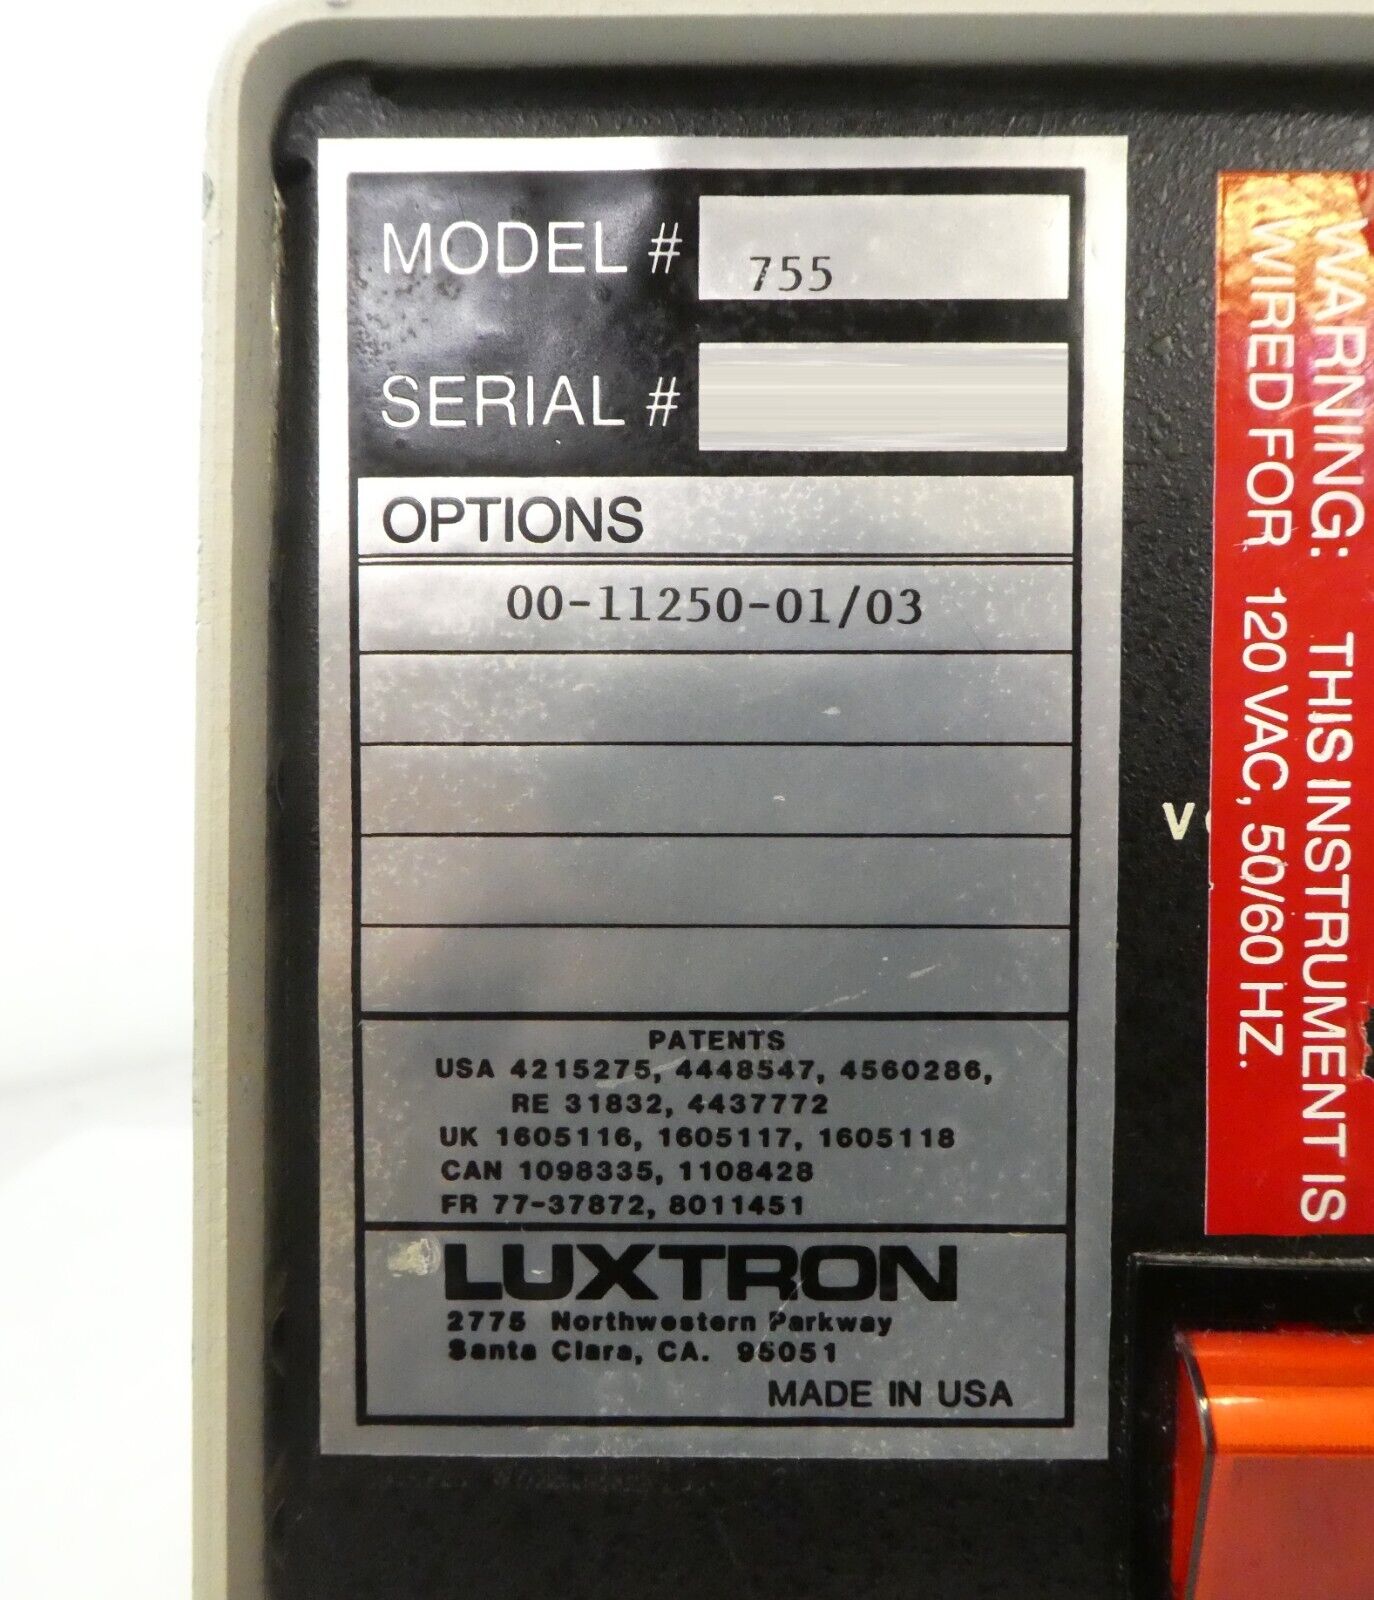 MODEL # 755
SERIAL #
OPTIONS
00-11250-01/03
PATENTS
USA 4215275, 4448547, 4560286,
RE 31832, 4437772
UK 1605116, 1605117, 1605118
CAN 1098335, 1108428
FR 77-37872, 8011451
LUXTRON
2775 Northwestern Parkway
Santa Clara, CA. 95051
MADE IN USA
WARNING: THIS INSTRUMENT IS
WIRED FOR 120 VAC, 50/60 HZ.